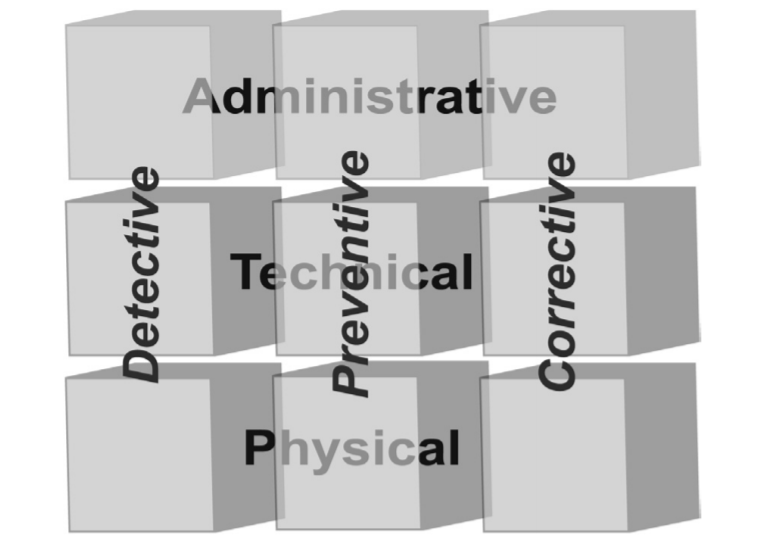 Administrative
Detective
Preventive
Corrective
Technical
Physical